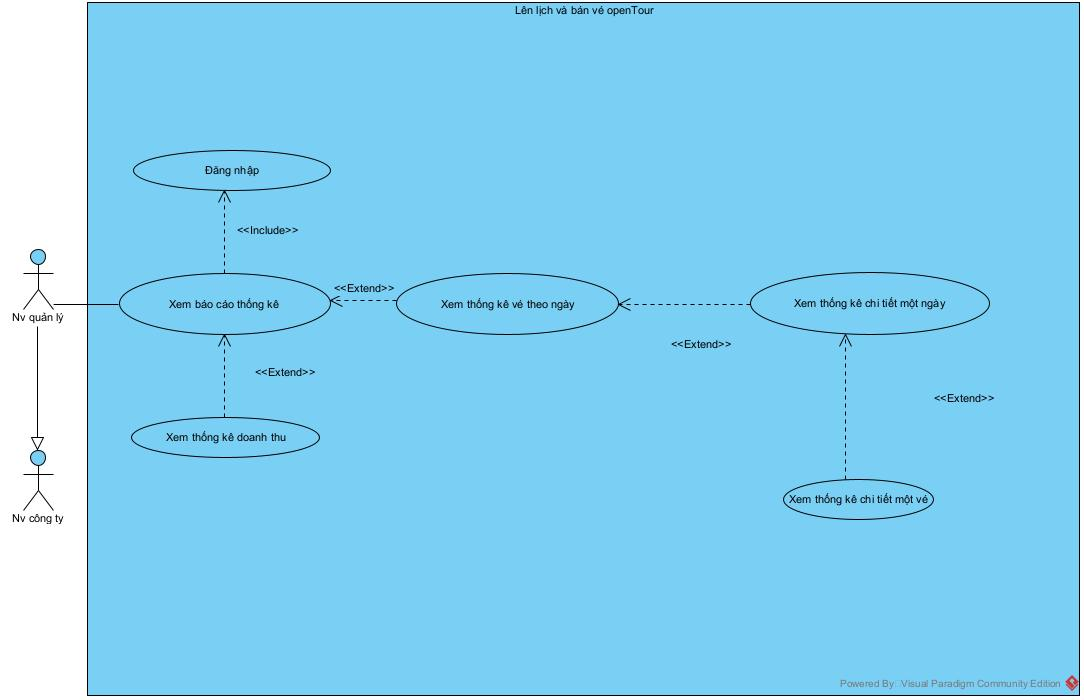 Lên lịch và bán vé openTour
Đăng nhập
<<Include>>
Xem báo cáo thống kê
<<Extend>>
Xem thống kê vé theo ngày
Xem thống kê chi tiết một ngày
Nv quản lý
<<Extend>>
<<Extend>>
<<Extend>>
Xem thống kê doanh thu
Xem thống kê chi tiết một vé
Nv công ty
Powered By Visual Paradigm Community Edition